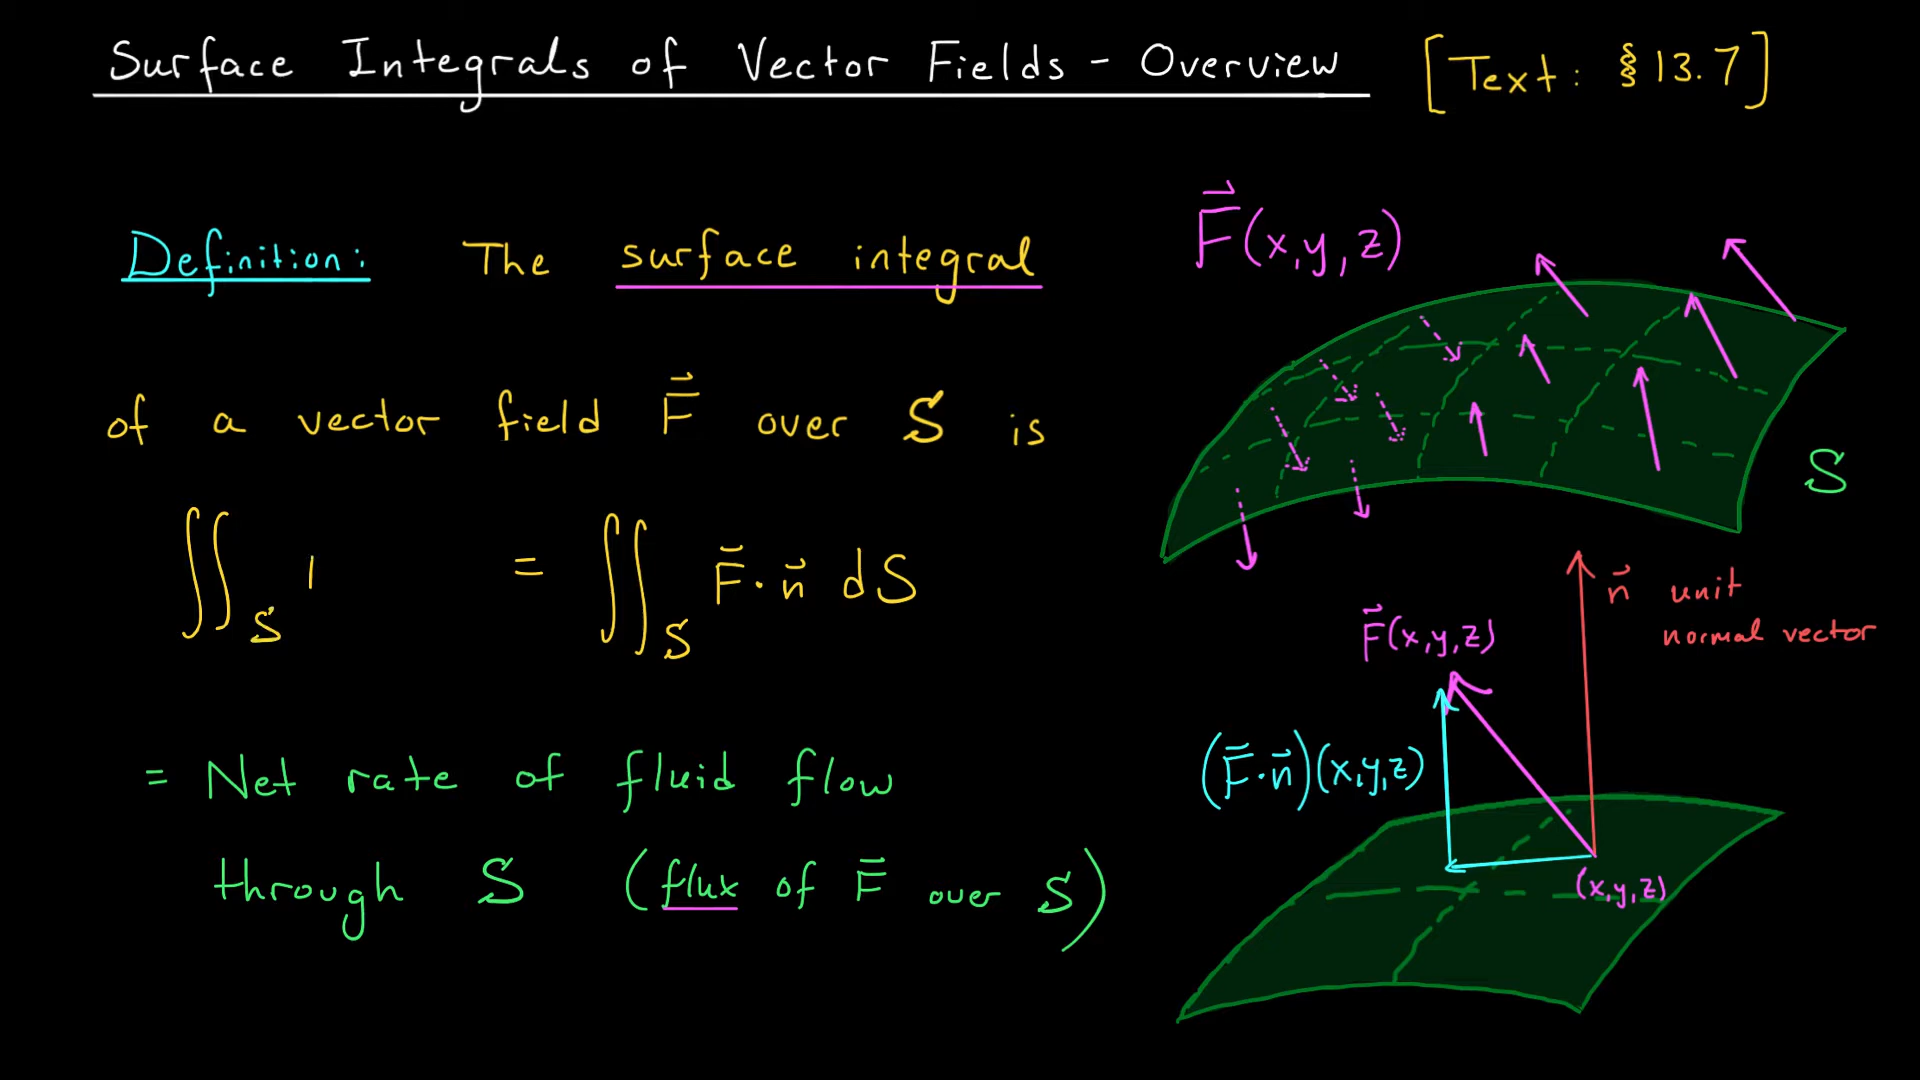 Surface Integrals of Vector Fields - Overview [Text: § 13.7]
Definition: The surface integral
of a vector field F⃗ over S is
∬_S = ∬_S F⃗ · n⃗ dS
= Net rate of fluid flow
through S (flux of F⃗ over S)
F⃗(x,y,z)
S
n⃗ unit
normal vector
F⃗(x,y,z)
(F⃗·n⃗)(x,y,z)
(x,y,z)